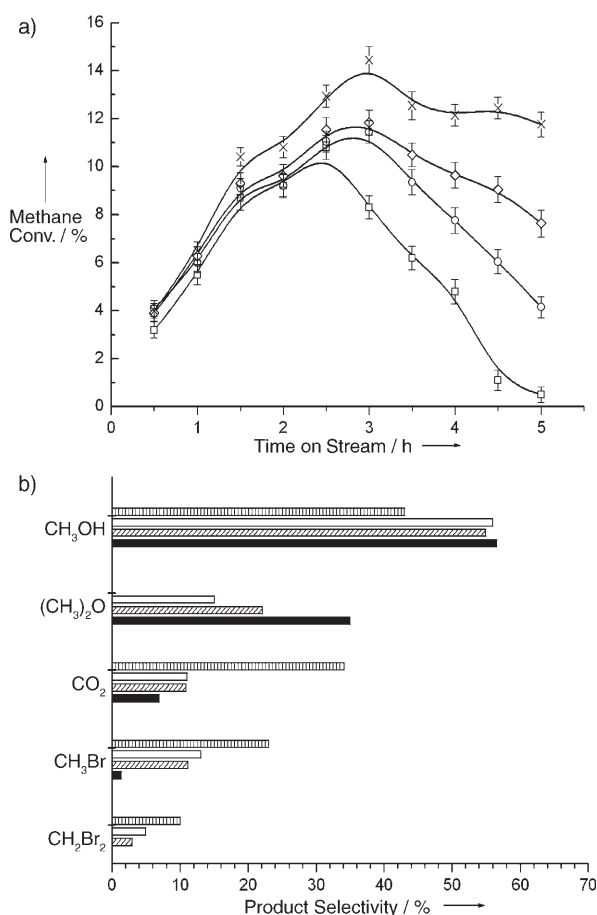 a)
16
14
12
10
8
6
4
2
0
Methane
Conv. / %
0 1 2 3 4 5
Time on Stream / h
b)
CH₃OH
(CH₃)₂O
CO₂
CH₃Br
CH₂Br₂
0 10 20 30 40 50 60 70
Product Selectivity / %